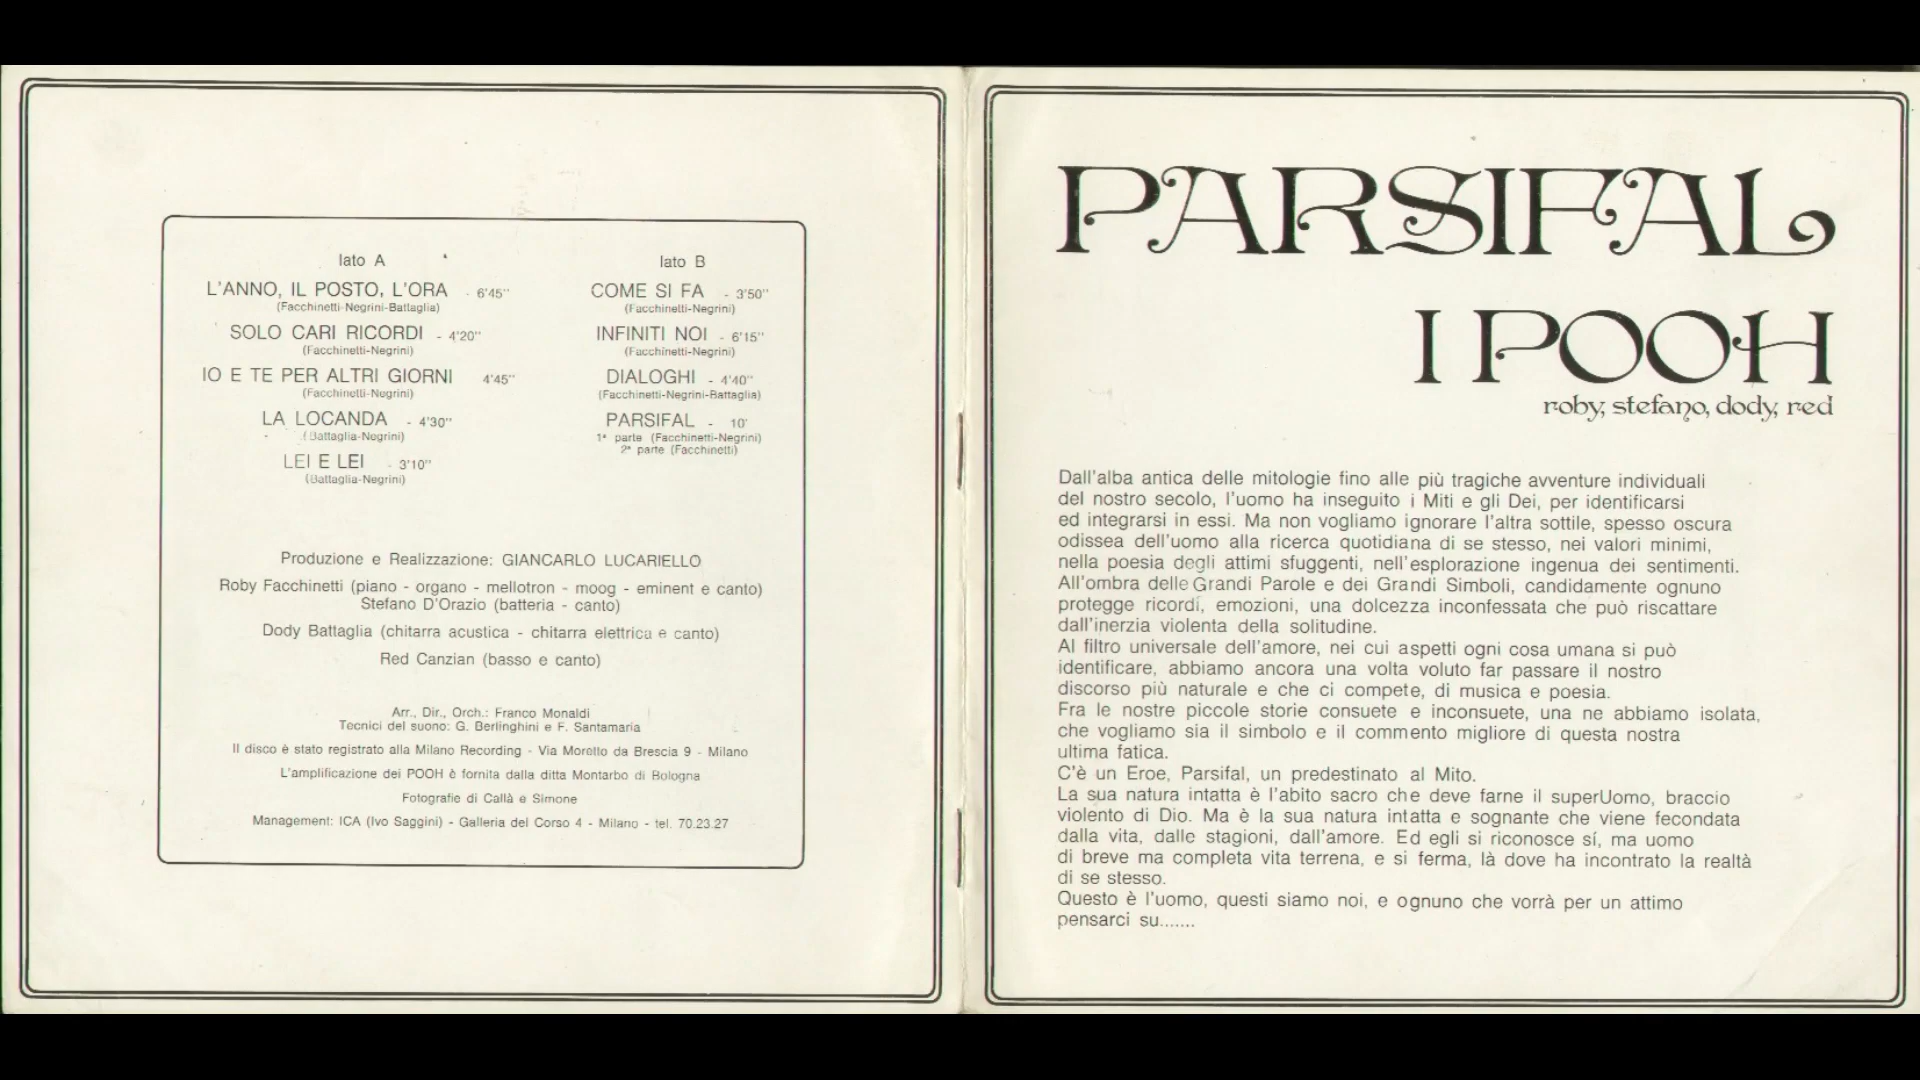 lato A
L'ANNO, IL POSTO, L'ORA - 6'45''
(Facchinetti-Negrini-Battaglia)
SOLO CARI RICORDI - 4'20''
(Facchinetti-Negrini)
IO E TE PER ALTRI GIORNI 4'45''
(Facchinetti-Negrini)
LA LOCANDA - 4'30''
(Battaglia-Negrini)
LEI E LEI - 3'10''
(Battaglia-Negrini)
lato B
COME SI FA - 3'50''
(Facchinetti-Negrini)
INFINITI NOI - 6'15''
(Facchinetti-Negrini)
DIALOGHI - 4'40''
(Facchinetti-Negrini-Battaglia)
PARSIFAL - 10'
1ª parte (Facchinetti-Negrini)
2ª parte (Facchinetti)
Produzione e Realizzazione: GIANCARLO LUCARIELLO
Roby Facchinetti (piano - organo - mellotron - moog - eminent e canto)
Stefano D'Orazio (batteria - canto)
Dody Battaglia (chitarra acustica - chitarra elettrica e canto)
Red Canzian (basso e canto)
Arr., Dir., Orch.: Franco Monaldi
Tecnici del suono: G. Berlinghini e F. Santamaria
Il disco è stato registrato alla Milano Recording - Via Moretto da Brescia 9 - Milano
L'amplificazione dei POOH è fornita dalla ditta Montarbo di Bologna
Fotografie di Callà e Simone
Management: ICA (Ivo Saggini) - Galleria del Corso 4 - Milano - tel. 70.23.27
PARSIFAL
I POOH
roby, stefano, dody, red
Dall'alba antica delle mitologie fino alle più tragiche avventure individuali
del nostro secolo, l'uomo ha inseguito i Miti e gli Dei, per identificarsi
ed integrarsi in essi. Ma non vogliamo ignorare l'altra sottile, spesso oscura
odissea dell'uomo alla ricerca quotidiana di se stesso, nei valori minimi,
nella poesia degli attimi sfuggenti, nell'esplorazione ingenua dei sentimenti.
All'ombra delle Grandi Parole e dei Grandi Simboli, candidamente ognuno
protegge ricordi, emozioni, una dolcezza inconfessata che può riscattare
dall'inerzia violenta della solitudine.
Al filtro universale dell'amore, nei cui aspetti ogni cosa umana si può
identificare, abbiamo ancora una volta voluto far passare il nostro
discorso più naturale e che ci compete, di musica e poesia.
Fra le nostre piccole storie consuete e inconsuete, una ne abbiamo isolata,
che vogliamo sia il simbolo e il commento migliore di questa nostra
ultima fatica.
C'è un Eroe, Parsifal, un predestinato al Mito.
La sua natura intatta è l'abito sacro che deve farne il superUomo, braccio
violento di Dio. Ma è la sua natura intatta e sognante che viene fecondata
dalla vita, dalle stagioni, dall'amore. Ed egli si riconosce sí, ma uomo
di breve ma completa vita terrena, e si ferma, là dove ha incontrato la realtà
di se stesso.
Questo è l'uomo, questi siamo noi, e ognuno che vorrà per un attimo
pensarci su.......